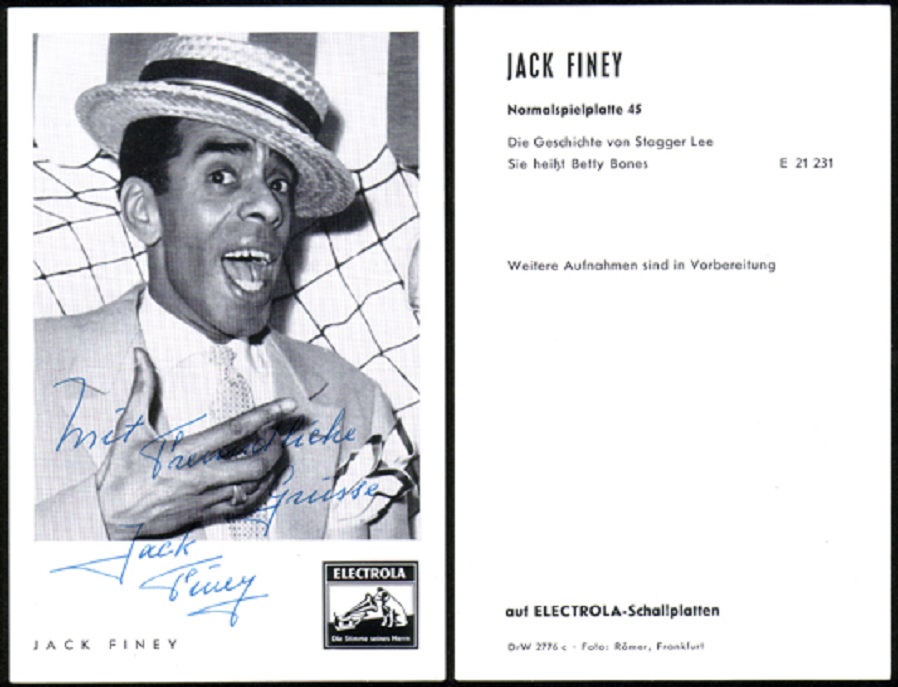 Mit
Freundliche
Grüsse
Jack
Finey
ELECTROLA
Die Stimme seines Herrn
JACK FINEY
JACK FINEY
Normalspielplatte 45
Die Geschichte von Stagger Lee
Sie heißt Betty Bones E 21 231
Weitere Aufnahmen sind in Vorbereitung
auf ELECTROLA-Schallplatten
DrW 2776 c · Foto: Römer, Frankfurt